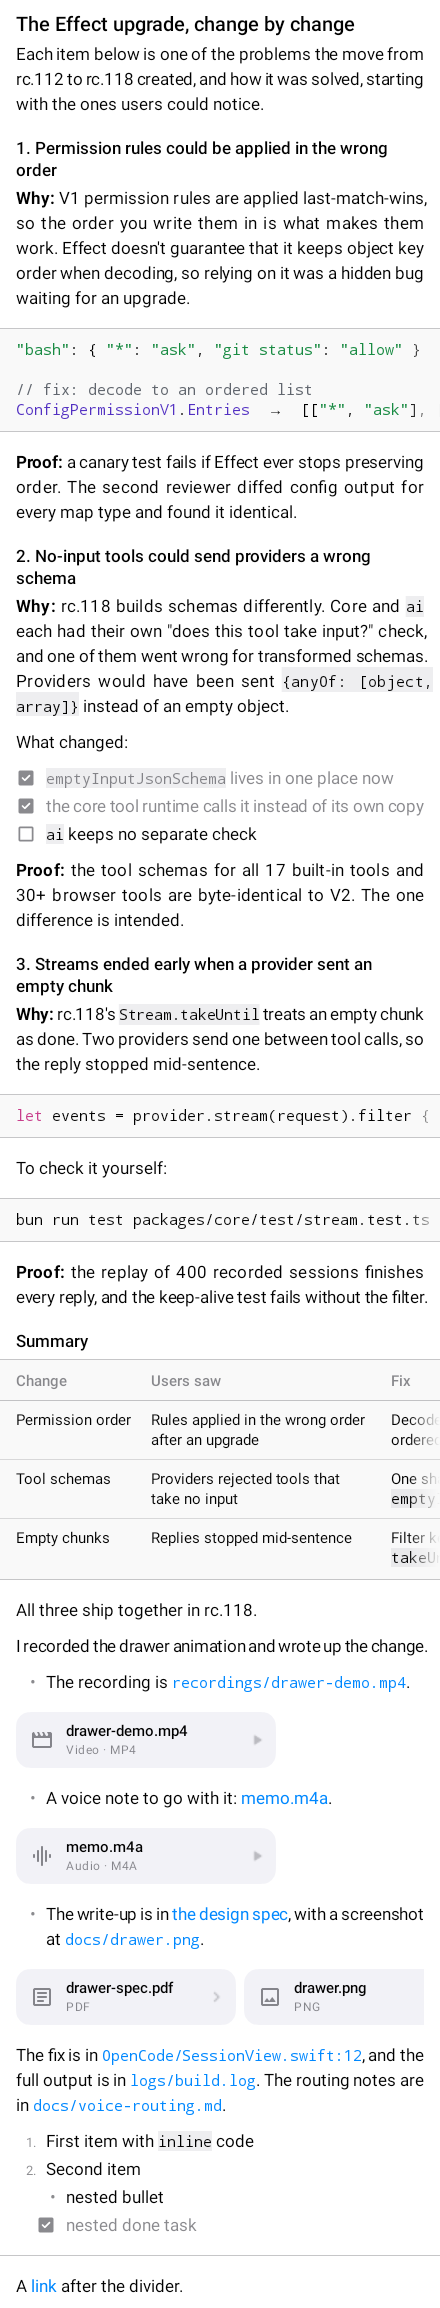 The Effect upgrade, change by change
Each item below is one of the problems the move from
rc.112 to rc.118 created, and how it was solved, starting
with the ones users could notice.
1. Permission rules could be applied in the wrong
order
Why: V1 permission rules are applied last-match-wins,
so the order you write them in is what makes them
work. Effect doesn't guarantee that it keeps object key
order when decoding, so relying on it was a hidden bug
waiting for an upgrade.
"bash": { "*": "ask", "git status": "allow" }
// fix: decode to an ordered list
ConfigPermissionV1.Entries → [["*", "ask"],
Proof: a canary test fails if Effect ever stops preserving
order. The second reviewer diffed config output for
every map type and found it identical.
2. No-input tools could send providers a wrong
schema
Why: rc.118 builds schemas differently. Core and ai
each had their own "does this tool take input?" check,
and one of them went wrong for transformed schemas.
Providers would have been sent {anyOf: [object,
array]} instead of an empty object.
What changed:
emptyInputJsonSchema lives in one place now
the core tool runtime calls it instead of its own copy
ai keeps no separate check
Proof: the tool schemas for all 17 built-in tools and
30+ browser tools are byte-identical to V2. The one
difference is intended.
3. Streams ended early when a provider sent an
empty chunk
Why: rc.118's Stream.takeUntil treats an empty chunk
as done. Two providers send one between tool calls, so
the reply stopped mid-sentence.
let events = provider.stream(request).filter {
To check it yourself:
bun run test packages/core/test/stream.test.ts
Proof: the replay of 400 recorded sessions finishes
every reply, and the keep-alive test fails without the filter.
Summary
Change Users saw Fix
Permission order Rules applied in the wrong order Decode
after an upgrade ordered
Tool schemas Providers rejected tools that One sh
take no input empty
Empty chunks Replies stopped mid-sentence Filter k
takeU
All three ship together in rc.118.
I recorded the drawer animation and wrote up the change.
• The recording is recordings/drawer-demo.mp4.
drawer-demo.mp4
Video · MP4
• A voice note to go with it: memo.m4a.
memo.m4a
Audio · M4A
• The write-up is in the design spec, with a screenshot
at docs/drawer.png.
drawer-spec.pdf drawer.png
PDF PNG
The fix is in OpenCode/SessionView.swift:12, and the
full output is in logs/build.log. The routing notes are
in docs/voice-routing.md.
1. First item with inline code
2. Second item
• nested bullet
nested done task
A link after the divider.